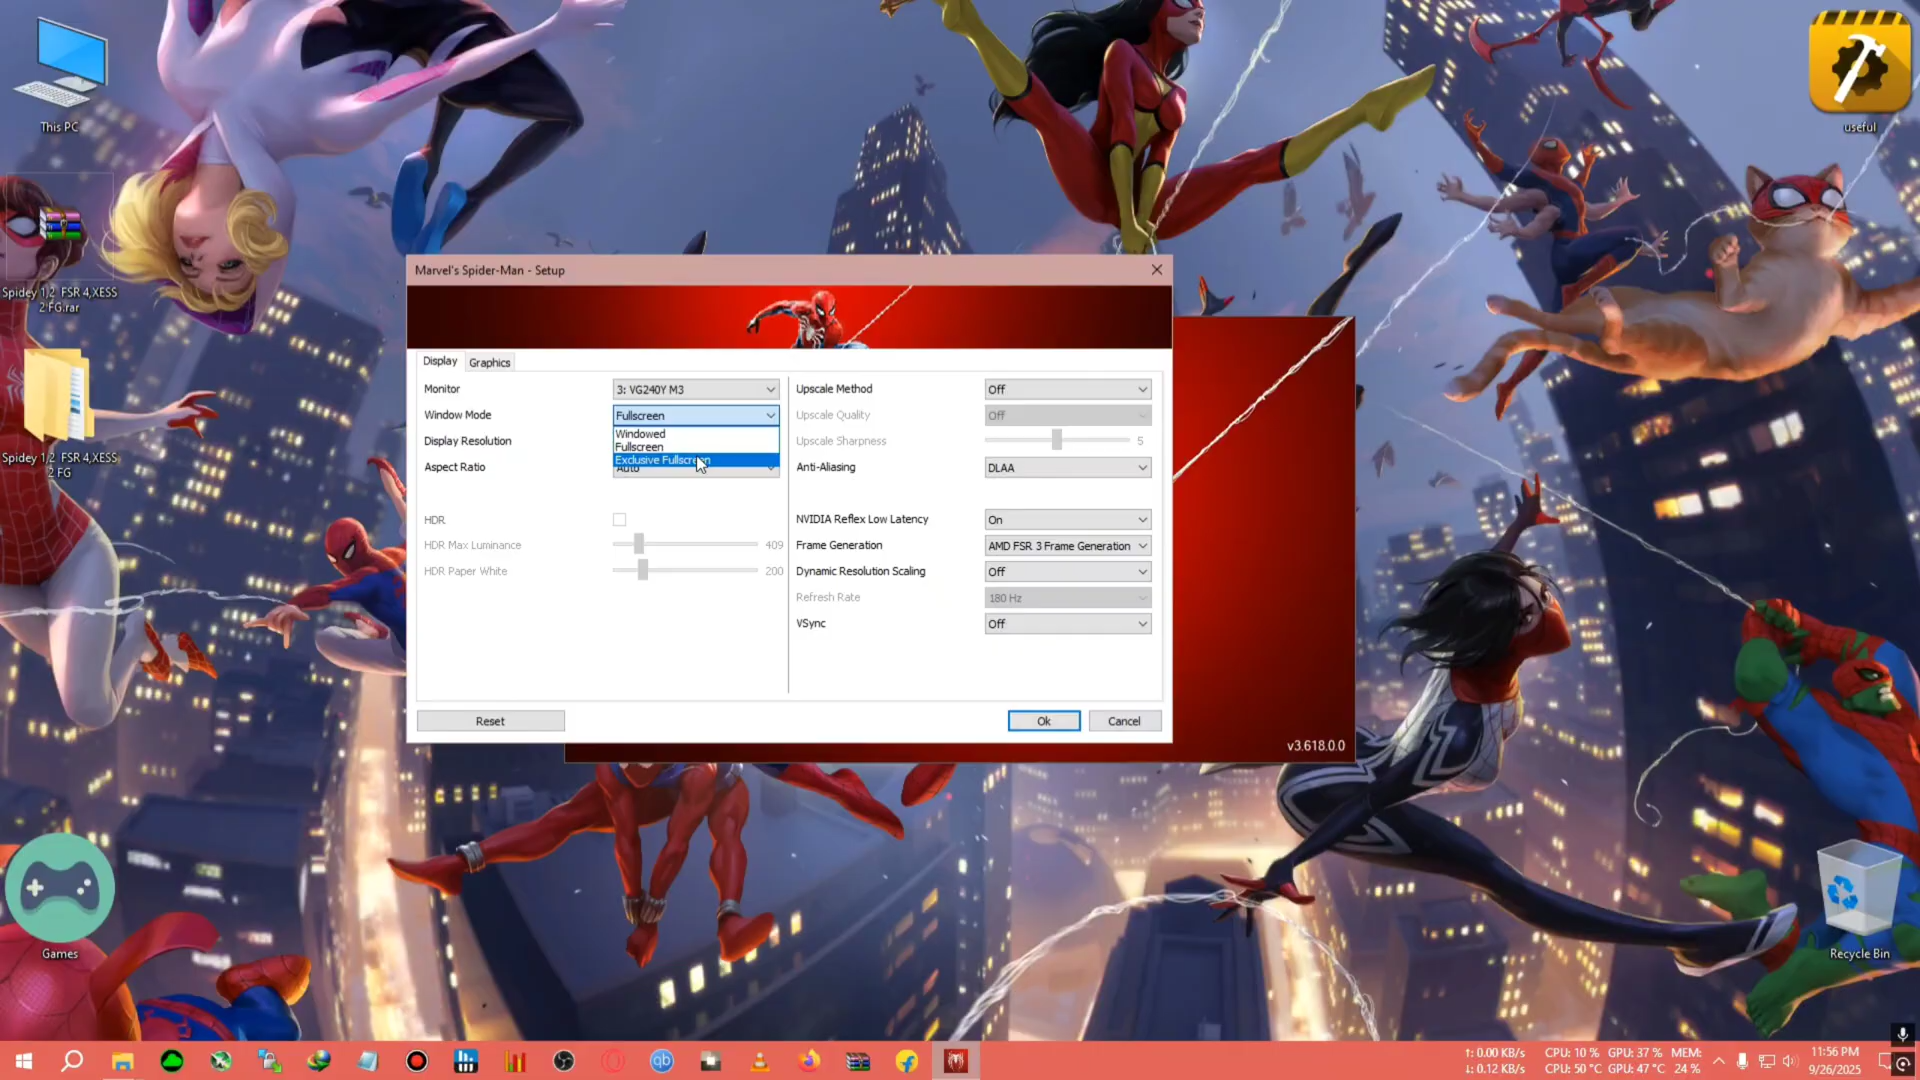 This PC
Spidey 1,2 FSR 4,XESS
2 FG.rar
Spidey 1,2 FSR 4,XESS
2 FG
Games
useful
Recycle Bin
Marvel's Spider-Man - Setup
Display
Graphics
Monitor
3: VG240Y M3
Window Mode
Fullscreen
Windowed
Fullscreen
Exclusive Fullscreen
Display Resolution
Aspect Ratio
Auto
HDR
HDR Max Luminance
409
HDR Paper White
200
Upscale Method
Off
Upscale Quality
Off
Upscale Sharpness
5
Anti-Aliasing
DLAA
NVIDIA Reflex Low Latency
On
Frame Generation
AMD FSR 3 Frame Generation
Dynamic Resolution Scaling
Off
Refresh Rate
180 Hz
VSync
Off
Reset
Ok
Cancel
v3.618.0.0
qb
↑: 0.00 KB/s
↓: 0.12 KB/s
CPU: 10 % GPU: 37 % MEM:
CPU: 50 °C GPU: 47 °C 24 %
11:56 PM
9/26/2025